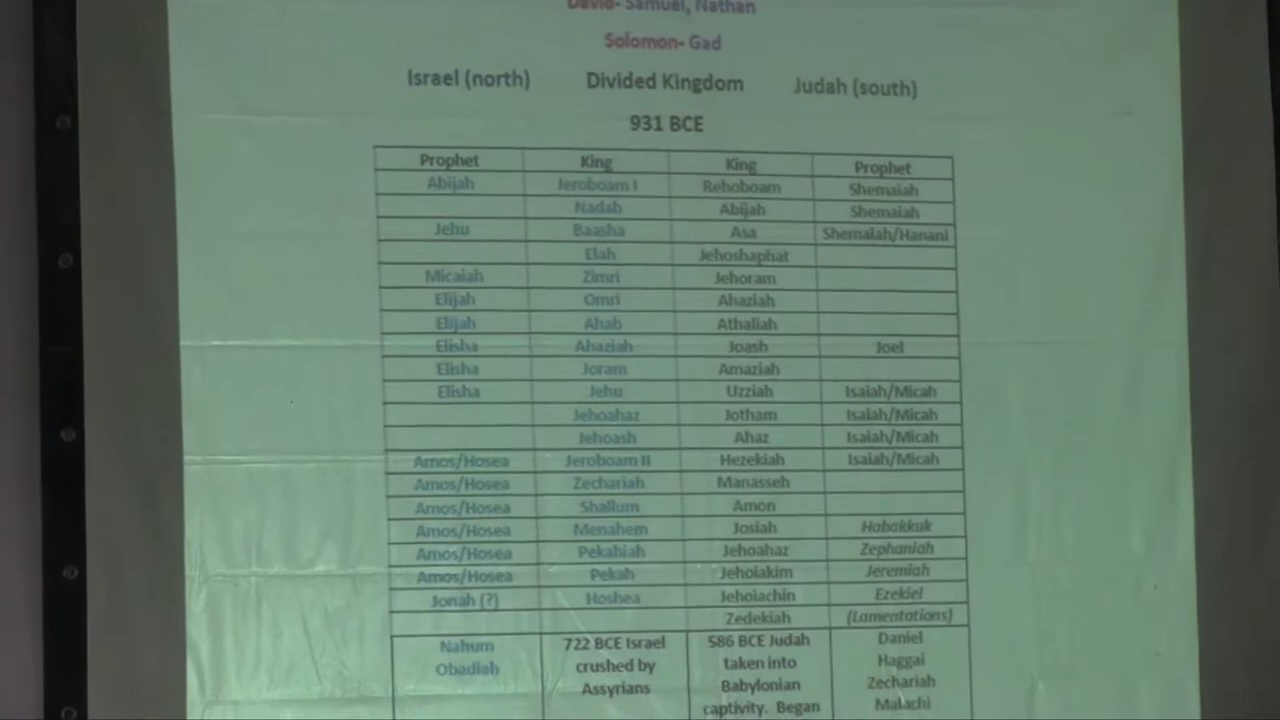 David- Samuel, Nathan
Solomon- Gad
Israel (north) Divided Kingdom Judah (south)
931 BCE
Prophet King King Prophet
Abijah Jeroboam I Rehoboam Shemaiah
Nadab Abijah Shemaiah
Jehu Baasha Asa Shemaiah/Hanani
Elah Jehoshaphat
Micaiah Zimri Jehoram
Elijah Omri Ahaziah
Elijah Ahab Athaliah
Elisha Ahaziah Joash Joel
Elisha Joram Amaziah
Elisha Jehu Uzziah Isaiah/Micah
Jehoahaz Jotham Isaiah/Micah
Jehoash Ahaz Isaiah/Micah
Amos/Hosea Jeroboam II Hezekiah Isaiah/Micah
Amos/Hosea Zechariah Manasseh
Amos/Hosea Shallum Amon
Amos/Hosea Menahem Josiah Habakkuk
Amos/Hosea Pekahiah Jehoahaz Zephaniah
Amos/Hosea Pekah Jehoiakim Jeremiah
Jonah (?) Hoshea Jehoiachin Ezekiel
Zedekiah (Lamentations)
Nahum 722 BCE Israel 586 BCE Judah Daniel
Obadiah crushed by taken into Haggai
Assyrians Babylonian Zechariah
captivity. Began Malachi